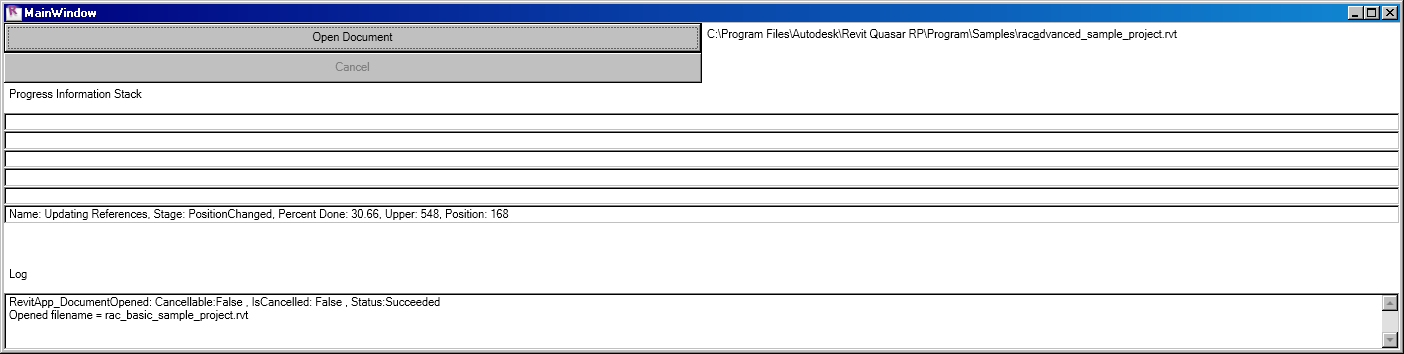 MainWindow
Open Document
C:\Program Files\Autodesk\Revit Quasar RP\Program\Samples\racadvanced_sample_project.rvt
Cancel
Progress Information Stack
Name: Updating References, Stage: PositionChanged, Percent Done: 30.66, Upper: 548, Position: 168
Log
RevitApp_DocumentOpened: Cancellable:False , IsCancelled: False , Status:Succeeded
Opened filename = rac_basic_sample_project.rvt